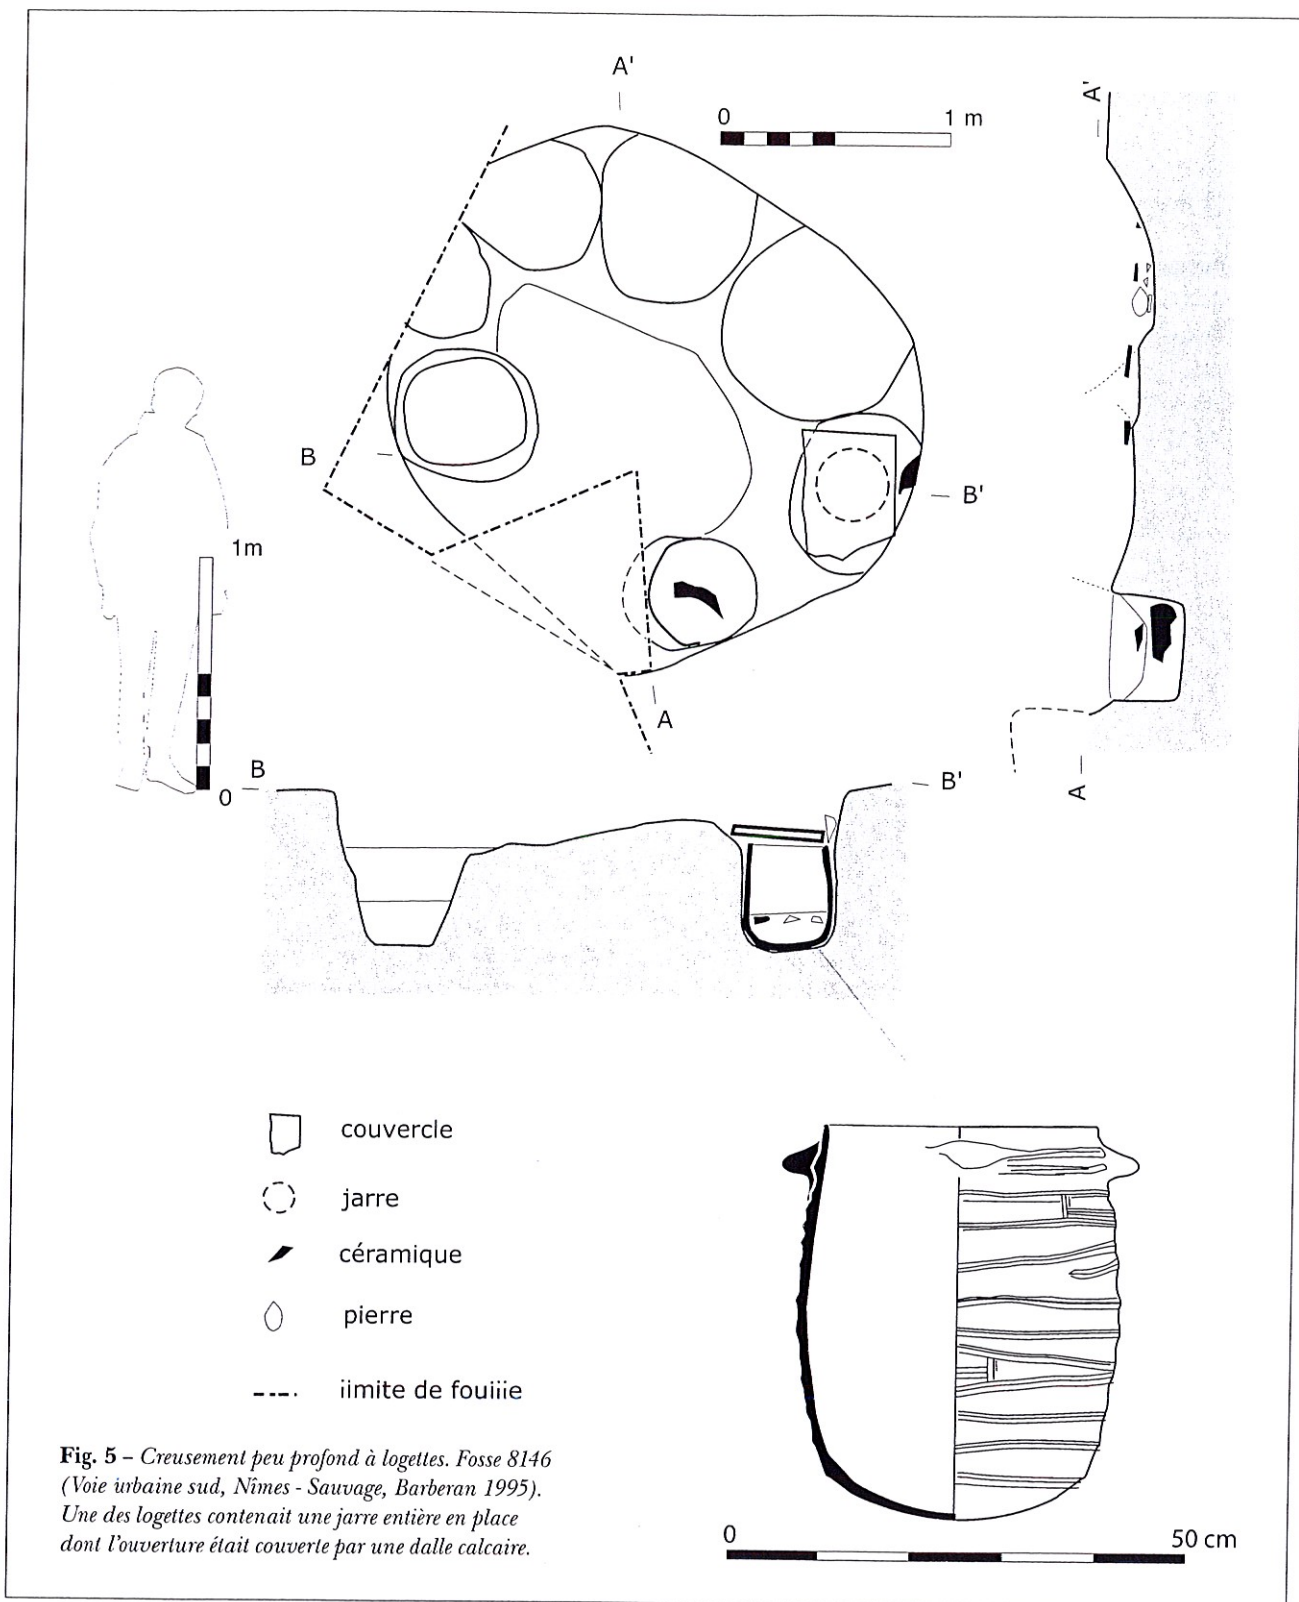 A'
0 1 m
A'
B
B'
1m
A
0
B
B'
A
couvercle
jarre
céramique
pierre
iimite de fouiiie
Fig. 5 – Creusement peu profond à logettes. Fosse 8146
(Voie urbaine sud, Nîmes - Sauvage, Barberan 1995).
Une des logettes contenait une jarre entière en place
dont l'ouverture était couverte par une dalle calcaire.
0 50 cm